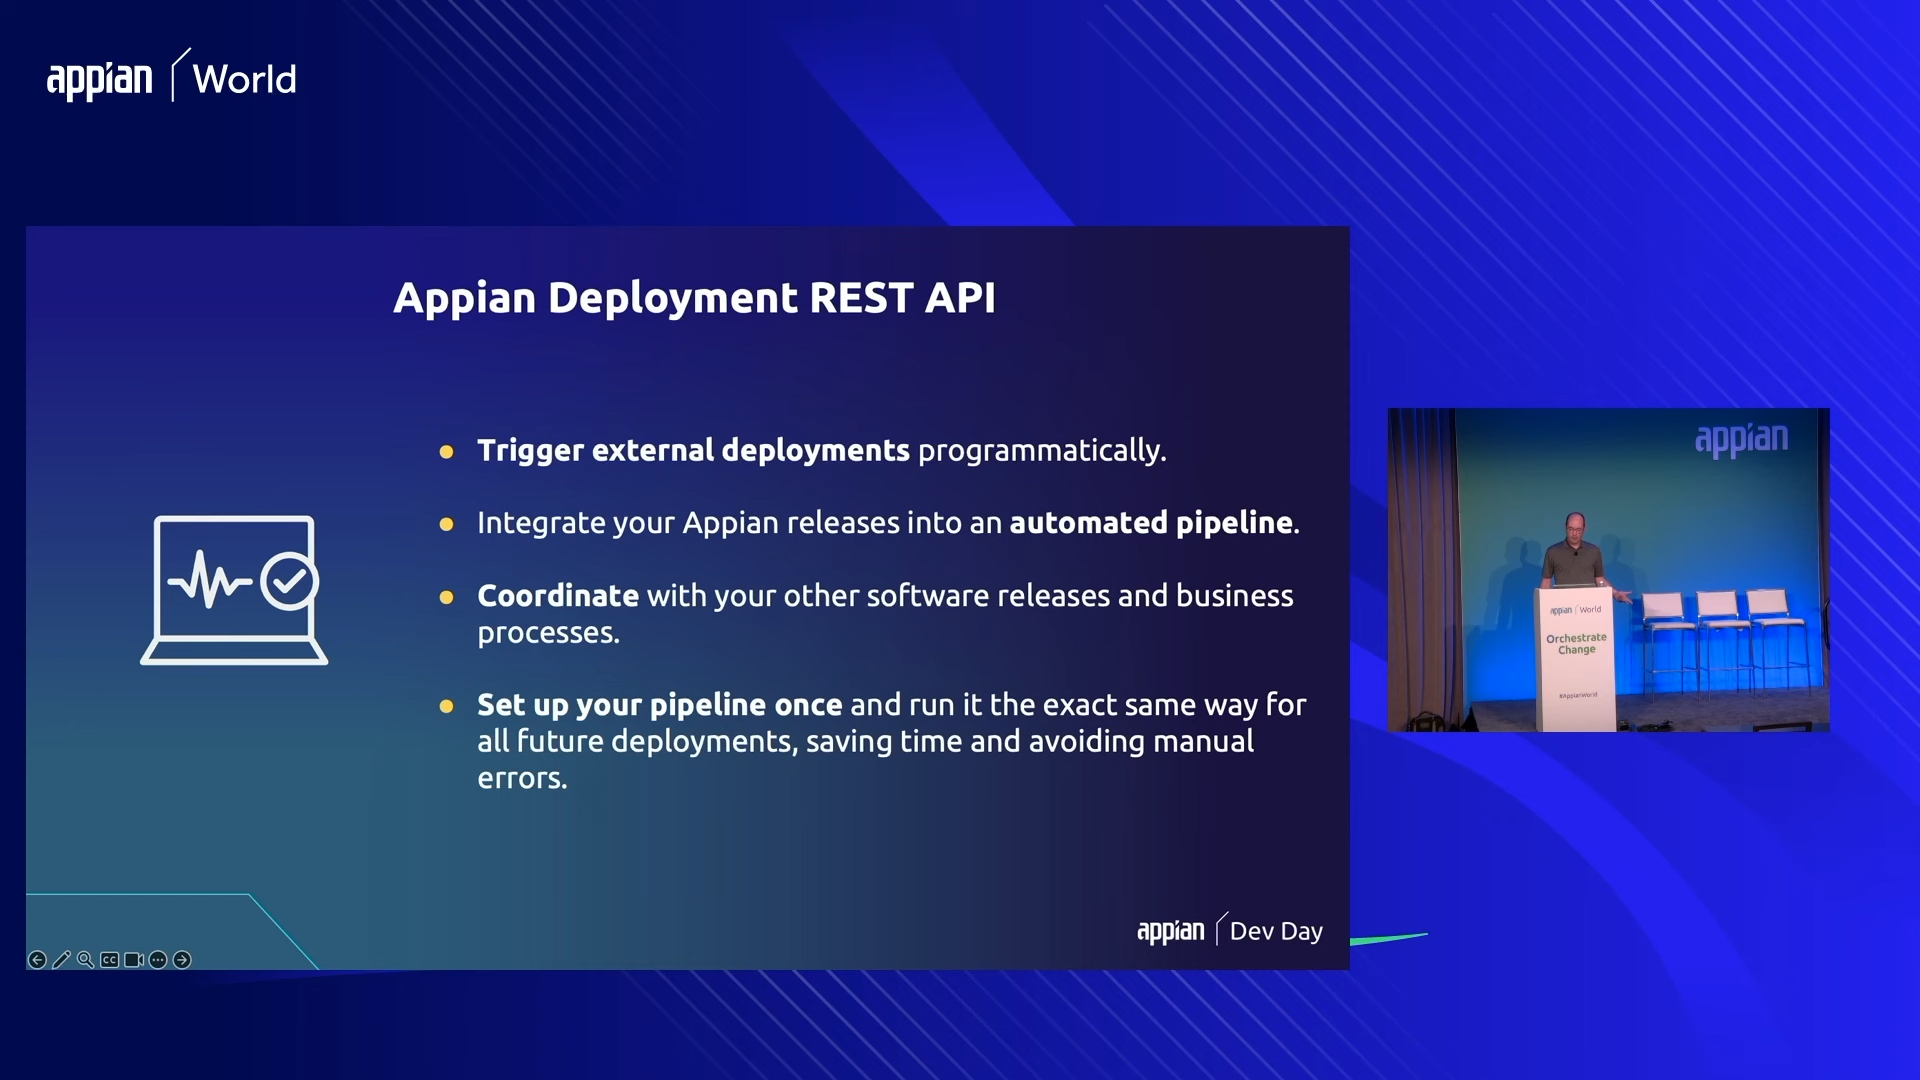 appian World
Appian Deployment REST API
Trigger external deployments programmatically.
Integrate your Appian releases into an automated pipeline.
Coordinate with your other software releases and business
processes.
Set up your pipeline once and run it the exact same way for
all future deployments, saving time and avoiding manual
errors.
appian Dev Day
CC
appian
appian World
Orchestrate
Change
#AppianWorld